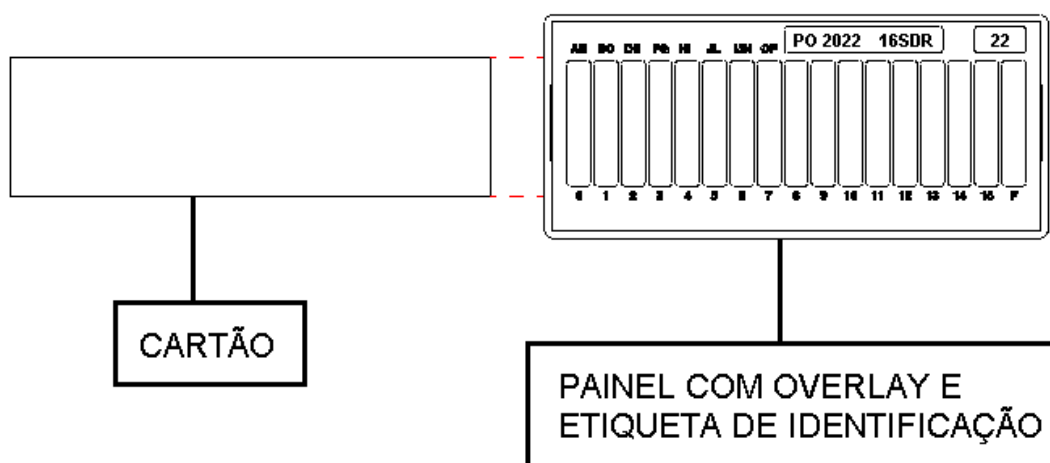 PO 2022 16SDR 22
0 1 2 3 4 5 6 7 8 9 10 11 12 13 14 15 F
CARTÃO
PAINEL COM OVERLAY E
ETIQUETA DE IDENTIFICAÇÃO